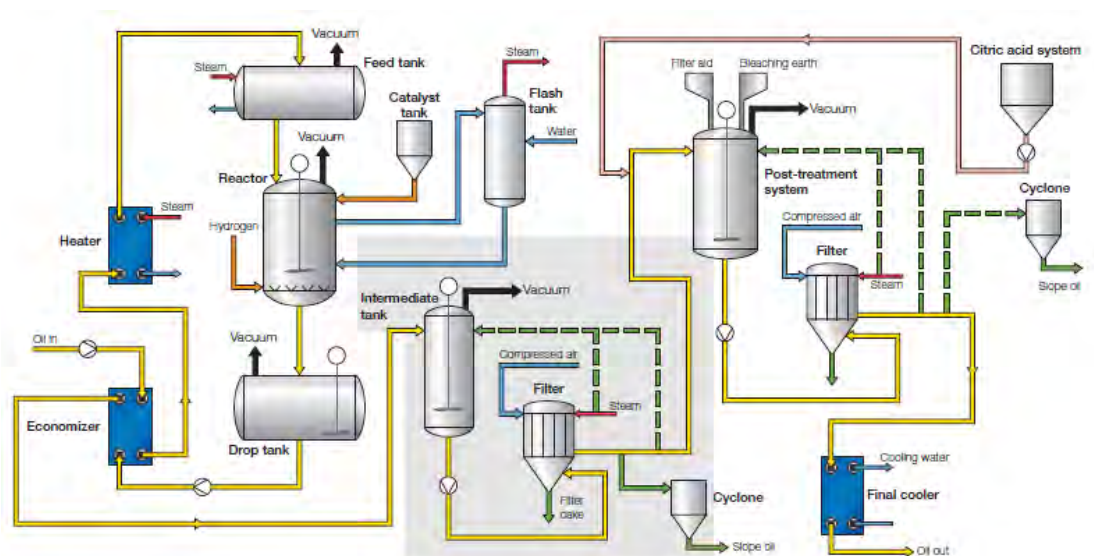 Vacuum
Feed tank
Steam
Catalyst
tank
Steam
Flash
tank
Water
Vacuum
Reactor
Steam
Heater
Hydrogen
Intermediate
tank
Vacuum
Oil in
Vacuum
Economizer
Drop tank
Compressed air
Filter
Steam
Filter
cake
Cyclone
Slope oil
Filter aid
Bleaching earth
Vacuum
Citric acid system
Post-treatment
system
Compressed air
Filter
Steam
Cyclone
Slope oil
Cooling water
Final cooler
Oil out